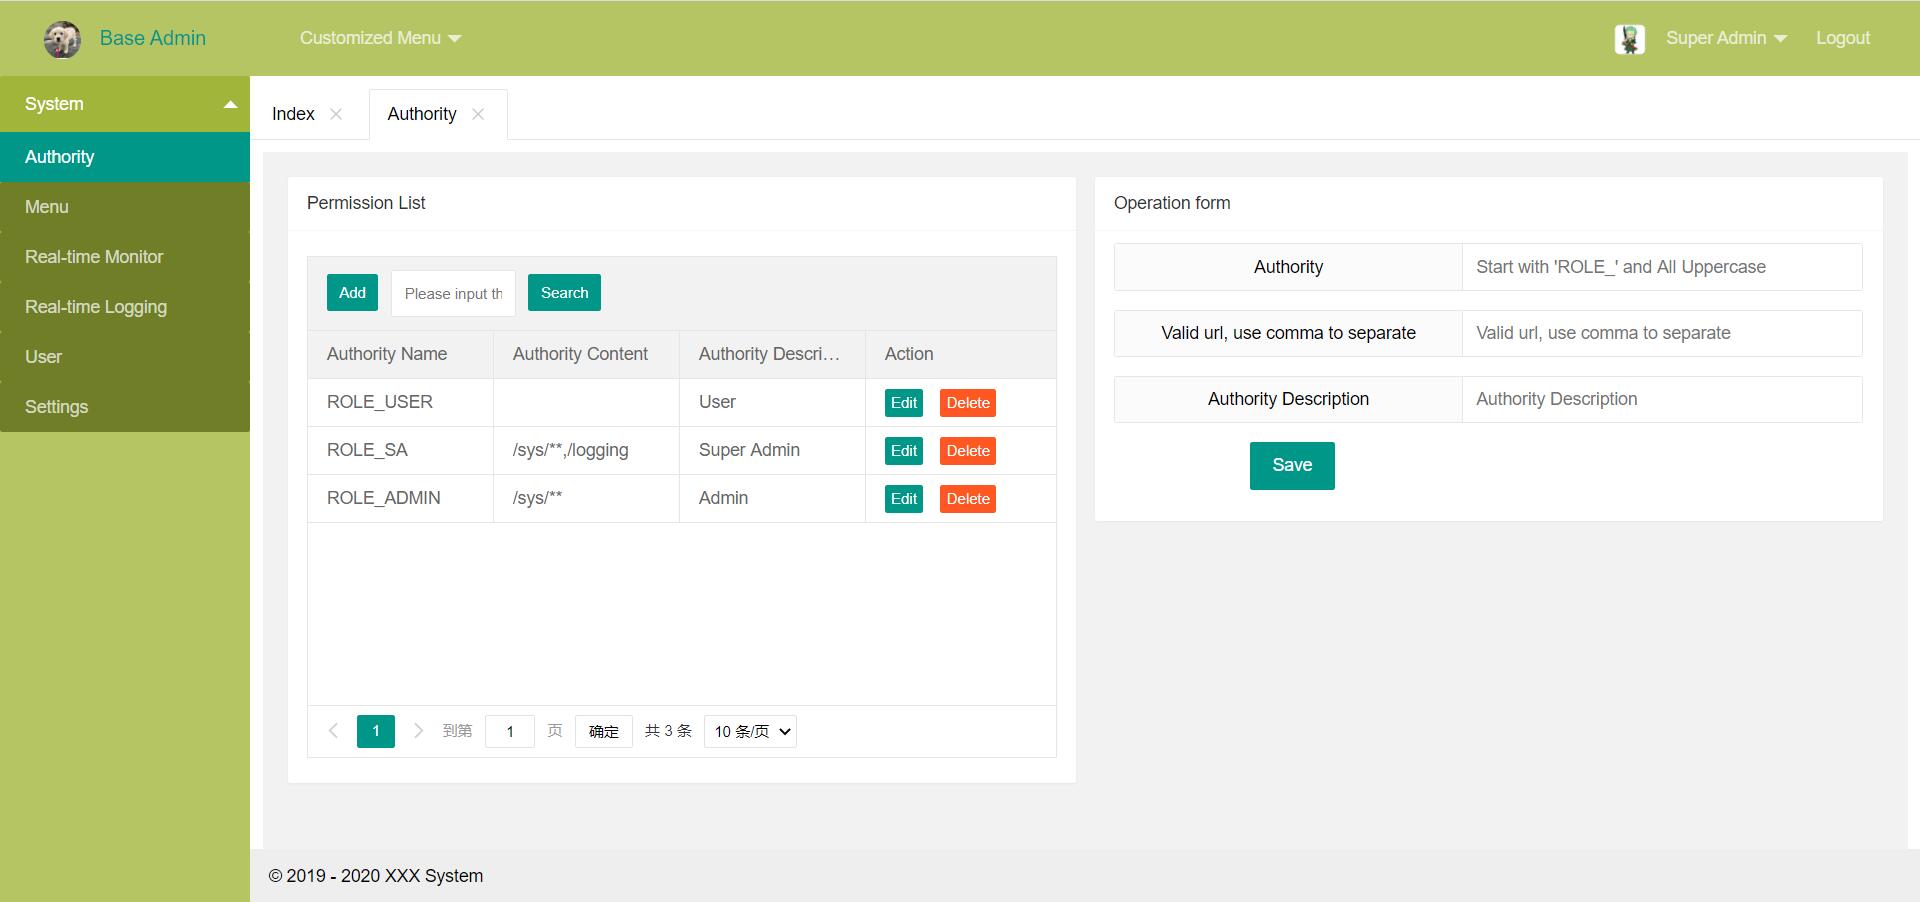 Base Admin
Customized Menu
Super Admin
Logout
System
Authority
Menu
Real-time Monitor
Real-time Logging
User
Settings
Index
Authority
Permission List
Add
Please input th
Search
Authority Name Authority Content Authority Descri... Action
ROLE_USER User Edit Delete
ROLE_SA /sys/**,/logging Super Admin Edit Delete
ROLE_ADMIN /sys/** Admin Edit Delete
1 到第 1 页 确定 共 3 条 10 条/页
Operation form
Authority Start with 'ROLE_' and All Uppercase
Valid url, use comma to separate Valid url, use comma to separate
Authority Description Authority Description
Save
© 2019 - 2020 XXX System